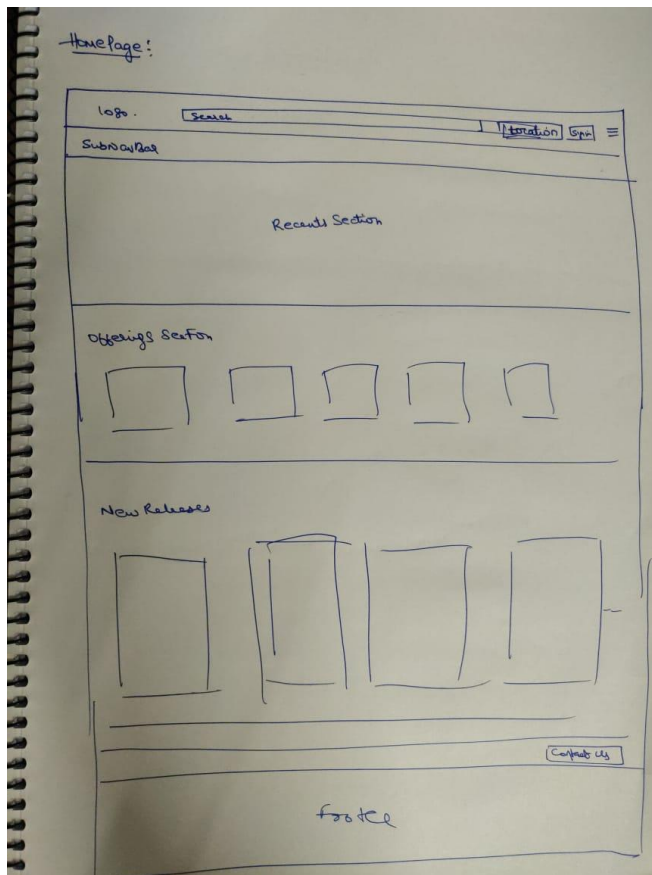 HomePage:
logo. Search Location Sign ☰
SubNavBar
Recents Section
Offerings Section
New Releases
Contact Us
Footer